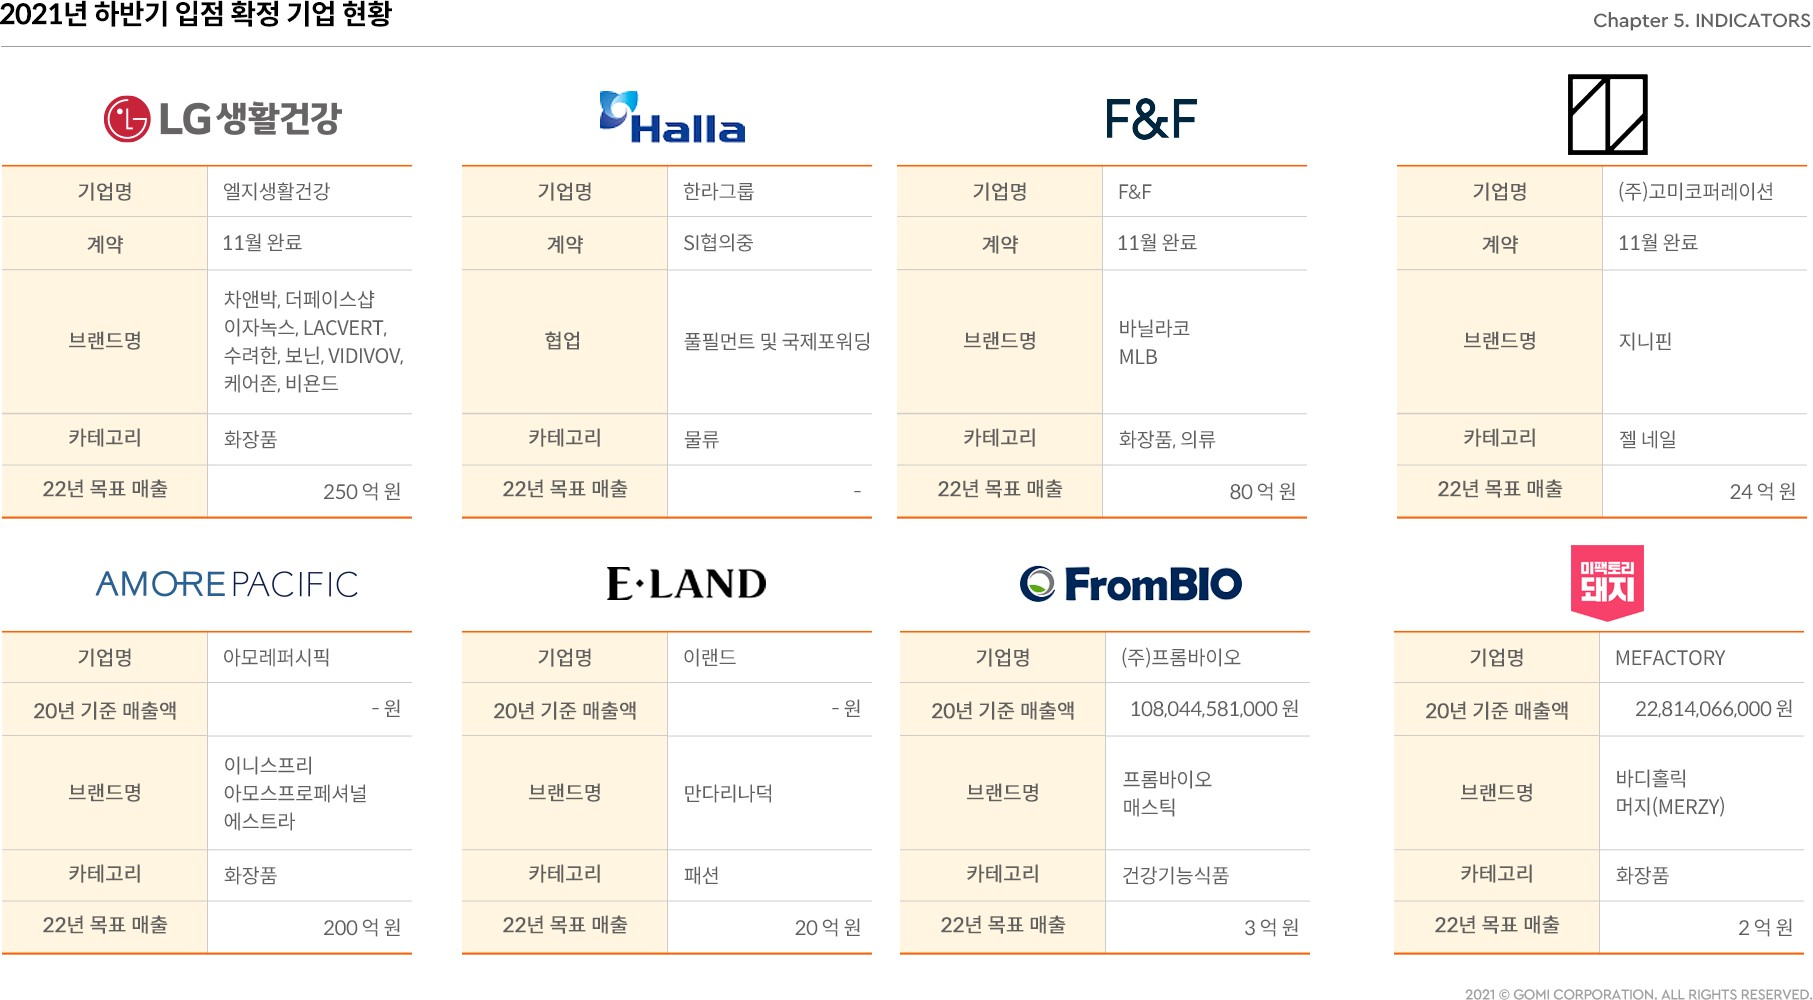 2021년 하반기 입점 확정 기업 현황
Chapter 5. INDICATORS
LG생활건강
기업명 엘지생활건강
계약 11월 완료
브랜드명
차앤박, 더페이스샵
이자녹스, LACVERT,
수려한, 보닌, VIDIVOV,
케어존, 비욘드
카테고리 화장품
22년 목표 매출 250 억 원
Halla
기업명 한라그룹
계약 SI협의중
협업 풀필먼트 및 국제포워딩
카테고리 물류
22년 목표 매출 -
F&F
기업명 F&F
계약 11월 완료
브랜드명
바닐라코
MLB
카테고리 화장품, 의류
22년 목표 매출 80 억 원
기업명 (주)고미코퍼레이션
계약 11월 완료
브랜드명 지니핀
카테고리 젤 네일
22년 목표 매출 24 억 원
AMOREPACIFIC
기업명 아모레퍼시픽
20년 기준 매출액 - 원
브랜드명
이니스프리
아모스프로페셔널
에스트라
카테고리 화장품
22년 목표 매출 200 억 원
E·LAND
기업명 이랜드
20년 기준 매출액 - 원
브랜드명 만다리나덕
카테고리 패션
22년 목표 매출 20 억 원
FromBIO
기업명 (주)프롬바이오
20년 기준 매출액 108,044,581,000 원
브랜드명
프롬바이오
매스틱
카테고리 건강기능식품
22년 목표 매출 3 억 원
미팩토리
돼지
기업명 MEFACTORY
20년 기준 매출액 22,814,066,000 원
브랜드명
바디홀릭
머지(MERZY)
카테고리 화장품
22년 목표 매출 2 억 원
2021 © GOMI CORPORATION. ALL RIGHTS RESERVED.